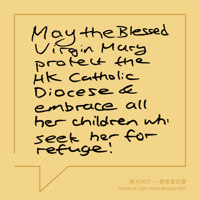 May the Blessed
Virgin Mary
protect the
HK Catholic
Diocese &
embrace all
her children who
seek her for
refuge!